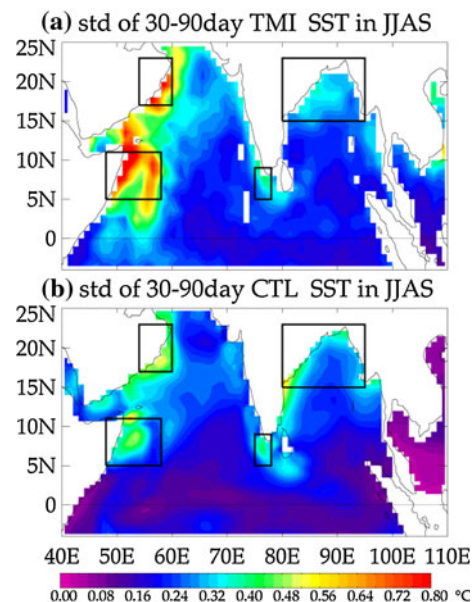 (a) std of 30-90day TMI SST in JJAS
25N
20N
15N
10N
5N
0
(b) std of 30-90day CTL SST in JJAS
25N
20N
15N
10N
5N
0
40E 50E 60E 70E 80E 90E 100E 110E
0.00 0.08 0.16 0.24 0.32 0.40 0.48 0.56 0.64 0.72 0.80 °C